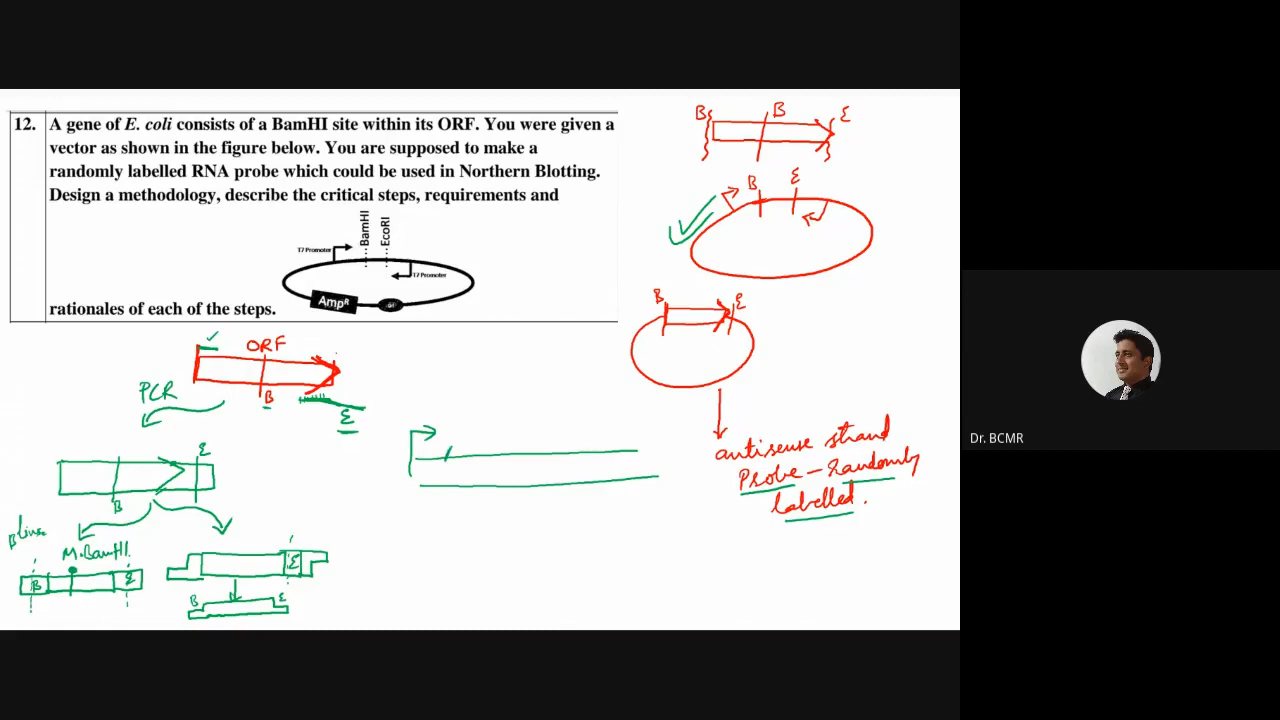 12. A gene of E. coli consists of a BamHI site within its ORF. You were given a
vector as shown in the figure below. You are supposed to make a
randomly labelled RNA probe which could be used in Northern Blotting.
Design a methodology, describe the critical steps, requirements and
BamHI
EcoRI
T7 Promoter
T7 Promoter
AmpR
ori
rationales of each of the steps.
B B E
B E
B E
ORF
B
E
PCR
E
B
M.BamHI
B E
E
B E
antisense strand
Probe - Randomly
labelled.
Dr. BCMR